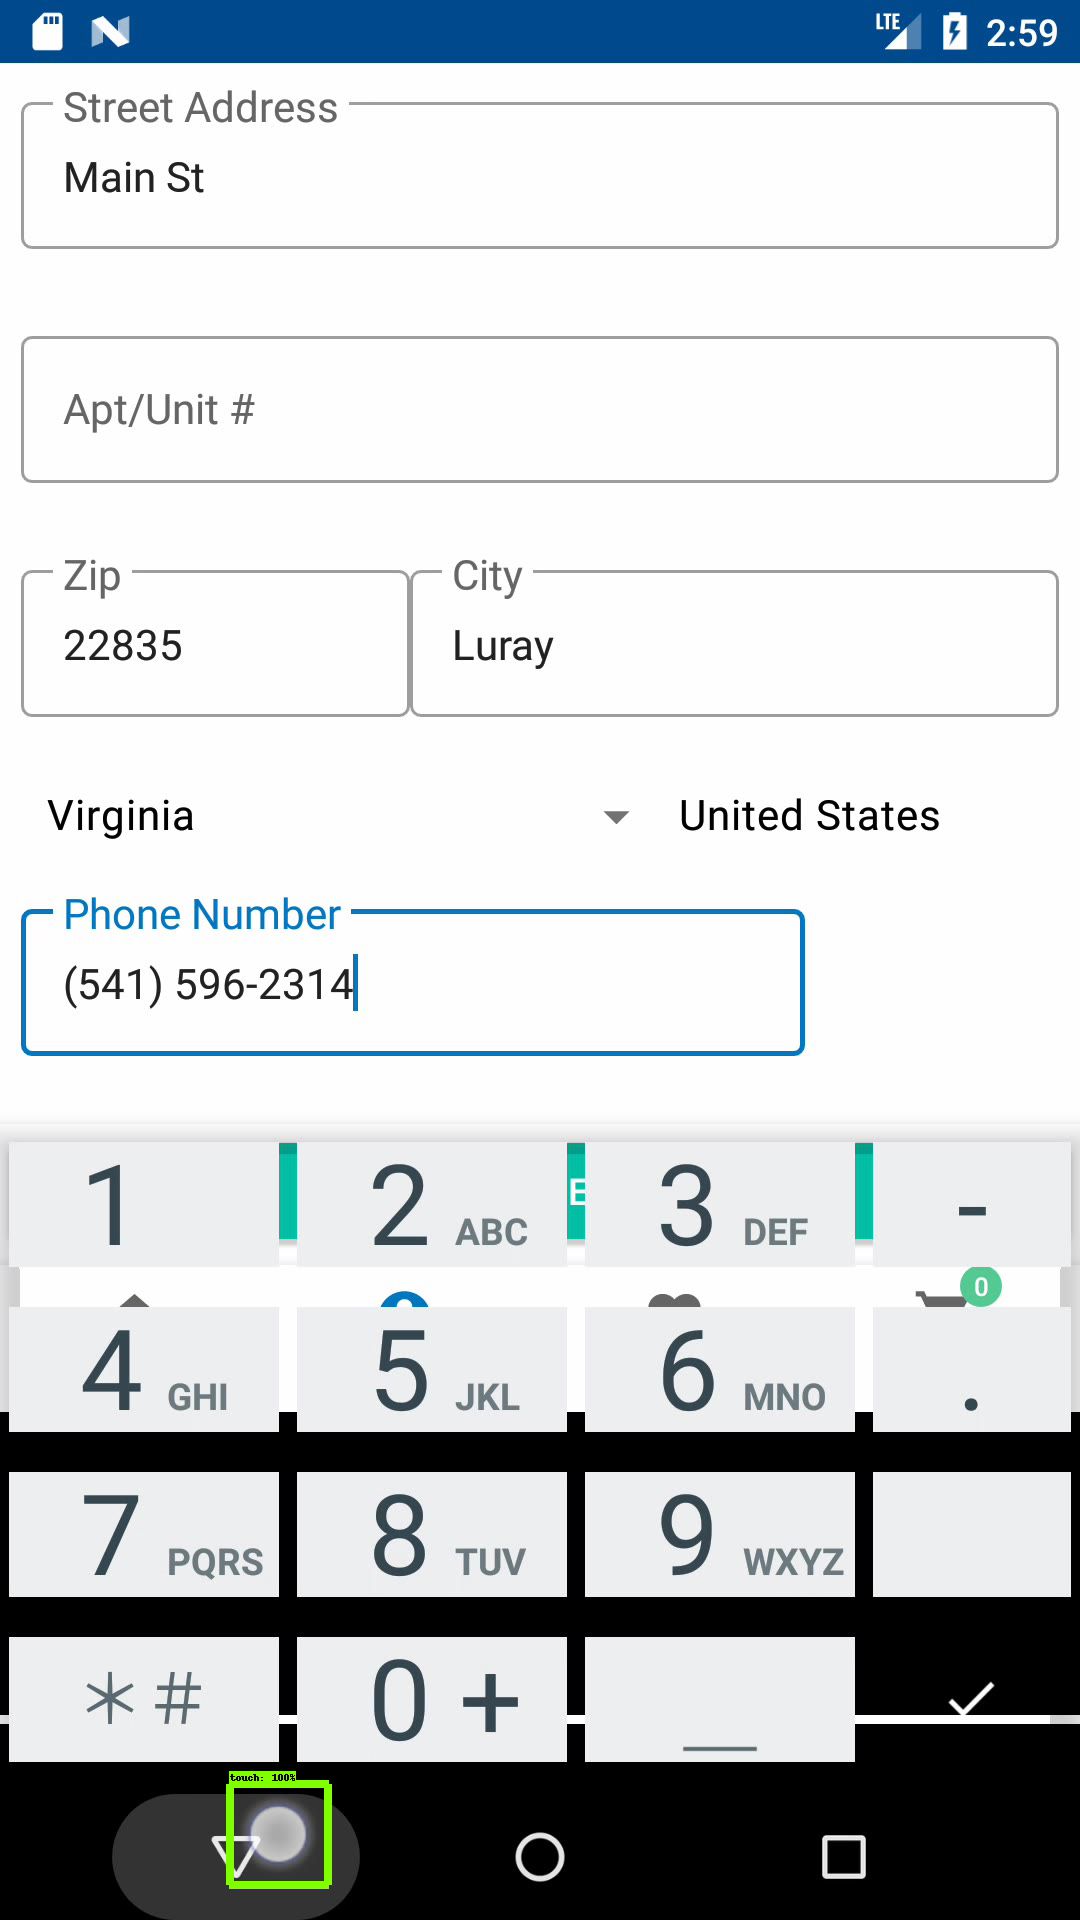 LTE 2:59
Street Address
Main St
Apt/Unit #
Zip City
22835 Luray
Virginia United States
Phone Number
(541) 596-2314
1 2 ABC E 3 DEF -
0
4 GHI 5 JKL 6 MNO .
7 PQRS 8 TUV 9 WXYZ
*# 0 + _
touch: 100%